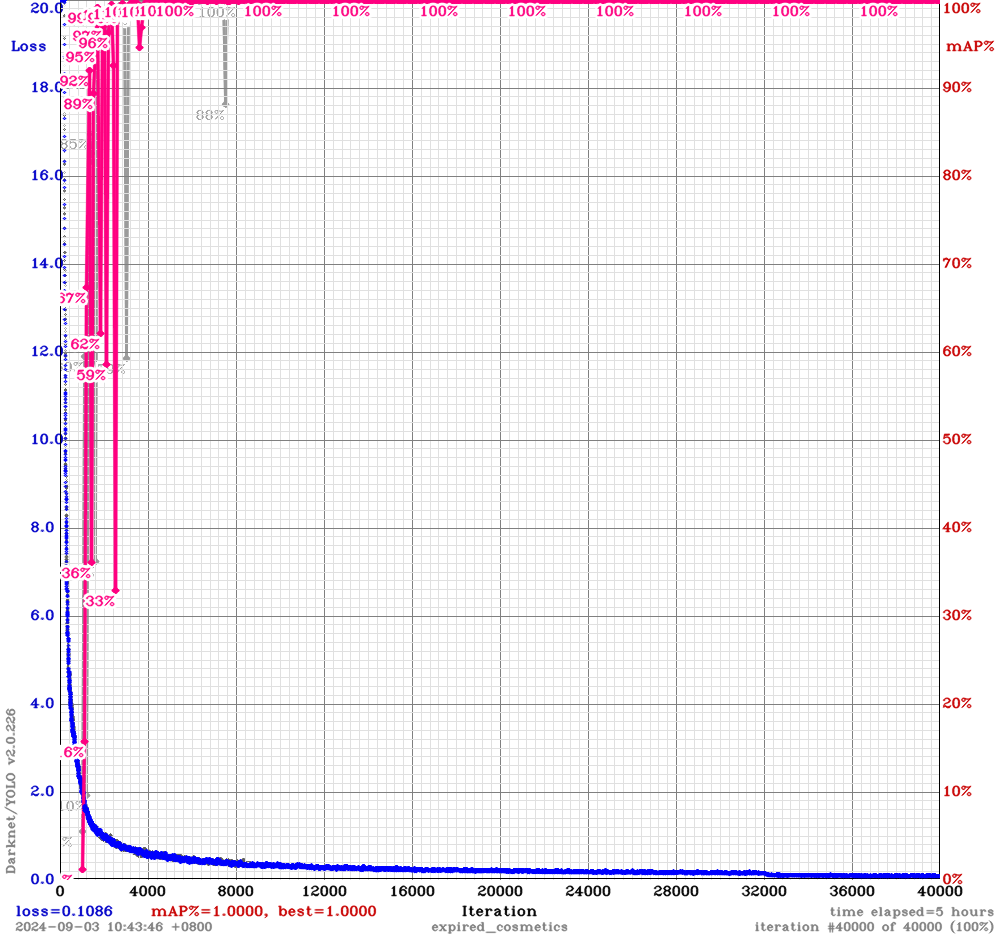 20.0 99% 100% 100% 100% 100% 100% 100% 100% 100% 100% 100%
Loss 96% mAP%
95%
18.0 92% 90%
89%
88%
85%
16.0 80%
14.0 70%
67%
62%
12.0 60%
59%
10.0 50%
8.0 40%
36%
33%
6.0 30%
4.0 20%
6%
2.0 10%
10%
0.0 0%
0 4000 8000 12000 16000 20000 24000 28000 32000 36000 40000
Darknet/YOLO v2.0.226
loss=0.1086 mAP%=1.0000, best=1.0000 Iteration time elapsed=5 hours
2024-09-03 10:43:46 +0800 expired_cosmetics iteration #40000 of 40000 (100%)